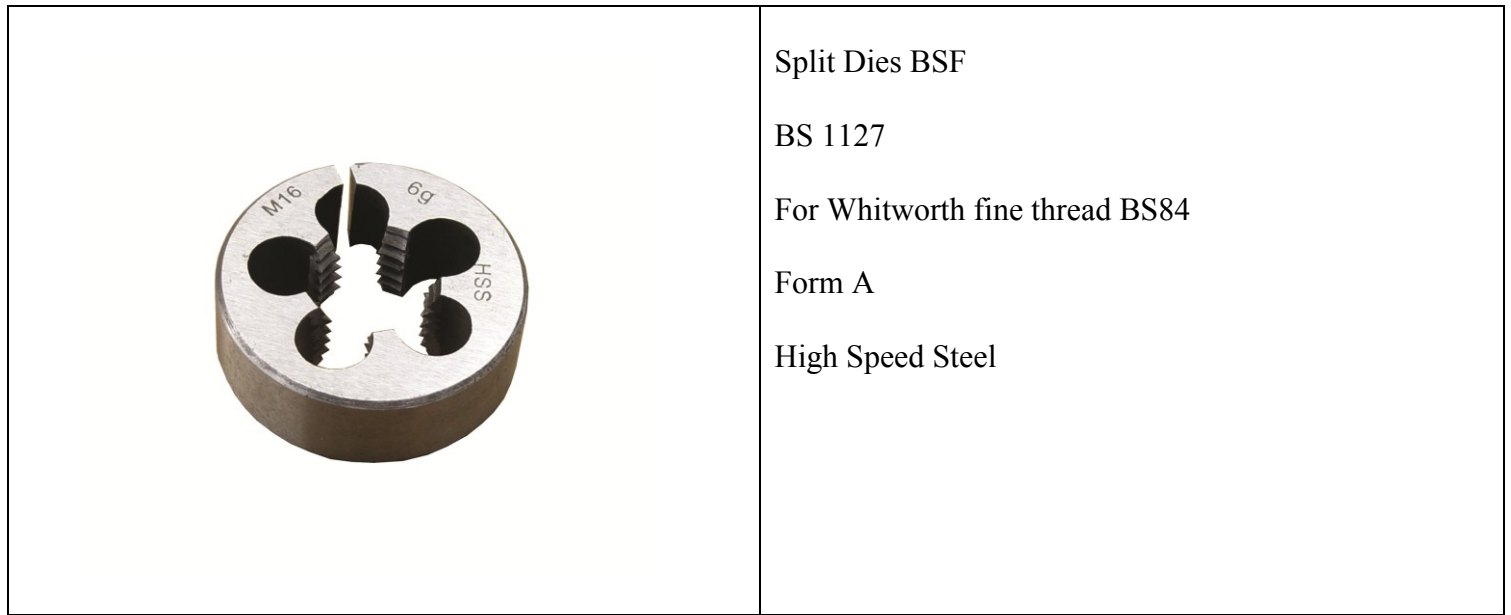 M16
6g
HSS
Split Dies BSF
BS 1127
For Whitworth fine thread BS84
Form A
High Speed Steel